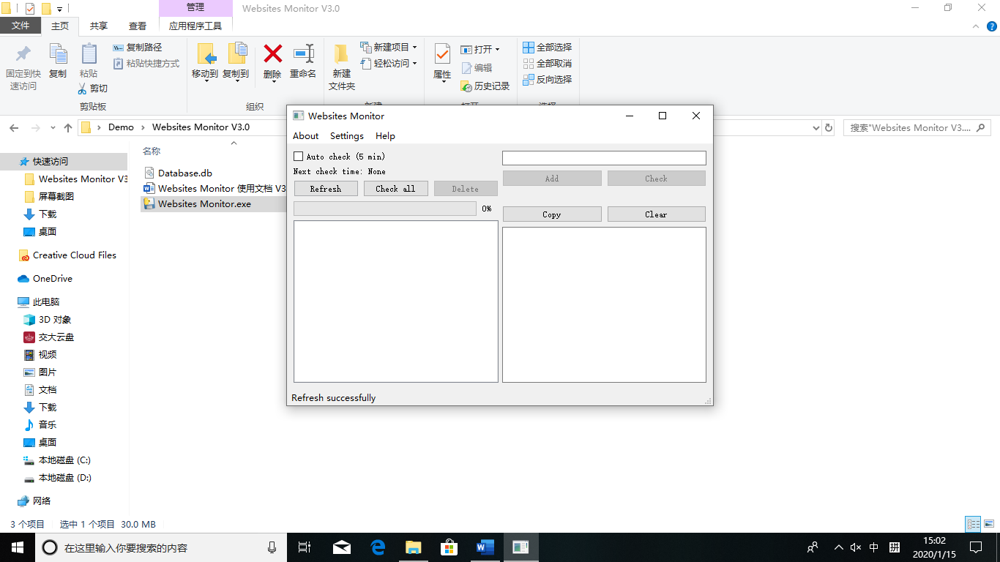 管理
Websites Monitor V3.0
文件
主页
共享
查看
应用程序工具
固定到快
速访问
复制
粘贴
复制路径
粘贴快捷方式
剪切
剪贴板
移动到
复制到
删除
重命名
组织
新建
文件夹
新建项目
轻松访问
新建
属性
打开
编辑
历史记录
打开
全部选择
全部取消
反向选择
选择
Demo
Websites Monitor V3.0
搜索"Websites Monitor V3....
快速访问
Websites Monitor V3
屏幕截图
下载
桌面
Creative Cloud Files
OneDrive
此电脑
3D 对象
交大云盘
视频
图片
文档
下载
音乐
桌面
本地磁盘 (C:)
本地磁盘 (D:)
网络
名称
Database.db
Websites Monitor 使用文档 V3
Websites Monitor.exe
Websites Monitor
About Settings Help
Auto check (5 min)
Next check time: None
Refresh
Check all
Delete
0%
Add
Check
Copy
Clear
Refresh successfully
3 个项目
选中 1 个项目 30.0 MB
在这里输入你要搜索的内容
中
拼
15:02
2020/1/15